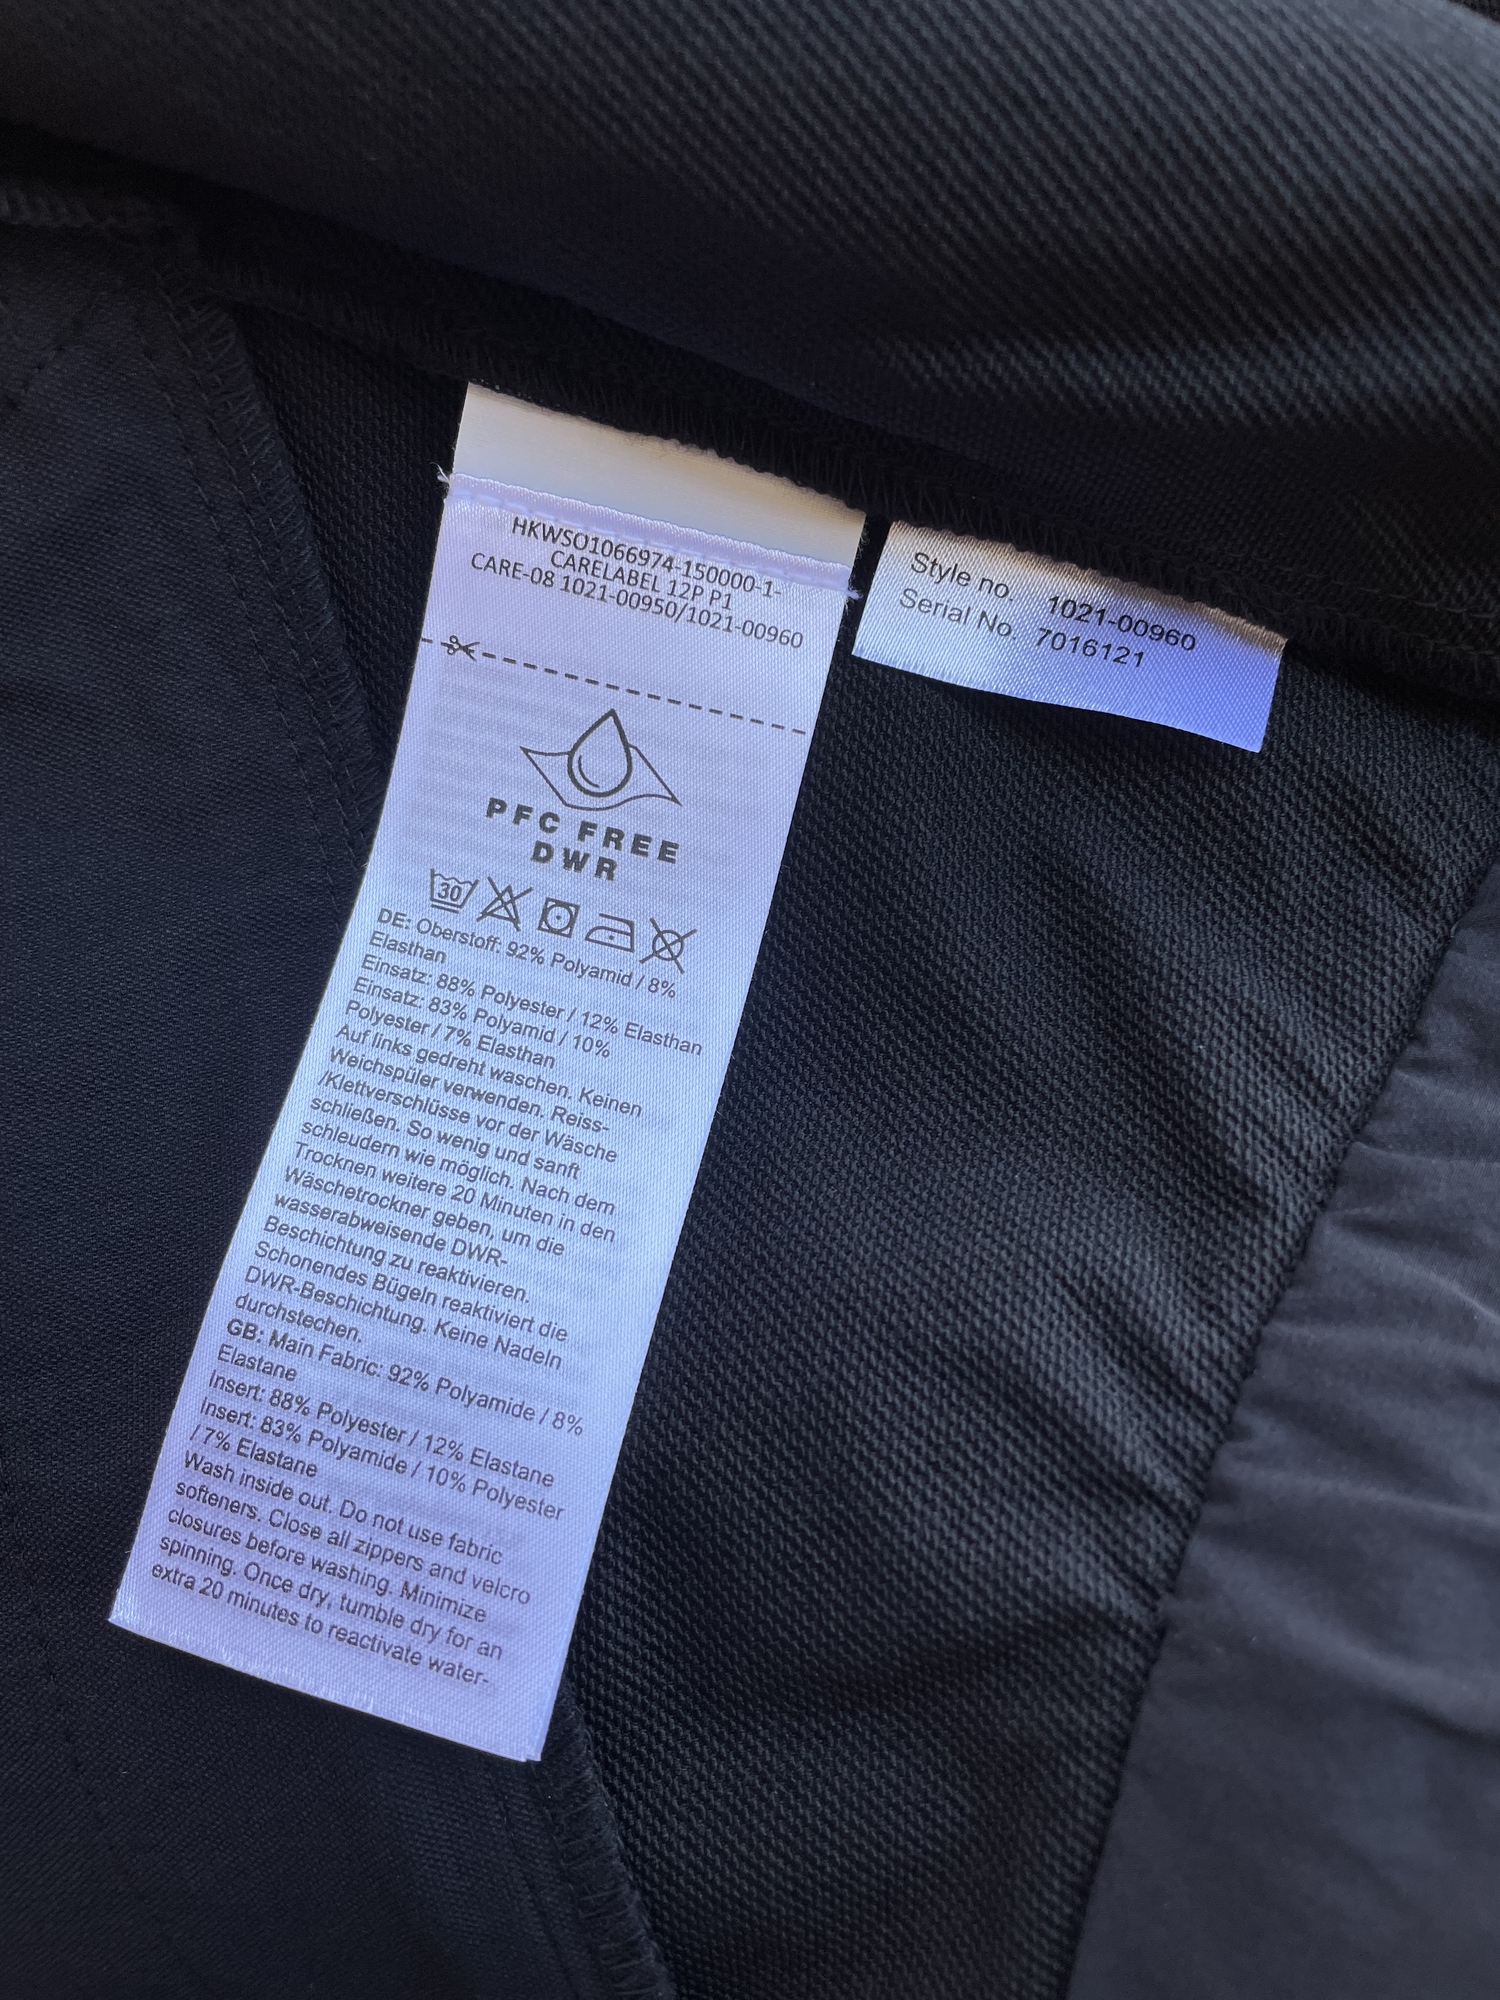 HKWSO1066974-150000-1-
CARELABEL 12P P1
CARE-08 1021-00950/1021-00960
PFC FREE
DWR
30
DE: Oberstoff: 92% Polyamid / 8%
Elasthan
Einsatz: 88% Polyester / 12% Elasthan
Einsatz: 83% Polyamid / 10%
Polyester / 7% Elasthan
Auf links gedreht waschen. Keinen
Weichspüler verwenden. Reiss-
/Klettverschlüsse vor der Wäsche
schließen. So wenig und sanft
schleudern wie möglich. Nach dem
Trocknen weitere 20 Minuten in den
Wäschetrockner geben, um die
wasserabweisende DWR-
Beschichtung zu reaktivieren.
Schonendes Bügeln reaktiviert die
DWR-Beschichtung. Keine Nadeln
durchstechen.
GB: Main Fabric: 92% Polyamide / 8%
Elastane
Insert: 88% Polyester / 12% Elastane
Insert: 83% Polyamide / 10% Polyester
/ 7% Elastane
Wash inside out. Do not use fabric
softeners. Close all zippers and velcro
closures before washing. Minimize
spinning. Once dry, tumble dry for an
extra 20 minutes to reactivate water-
Style no. 1021-00960
Serial No. 7016121